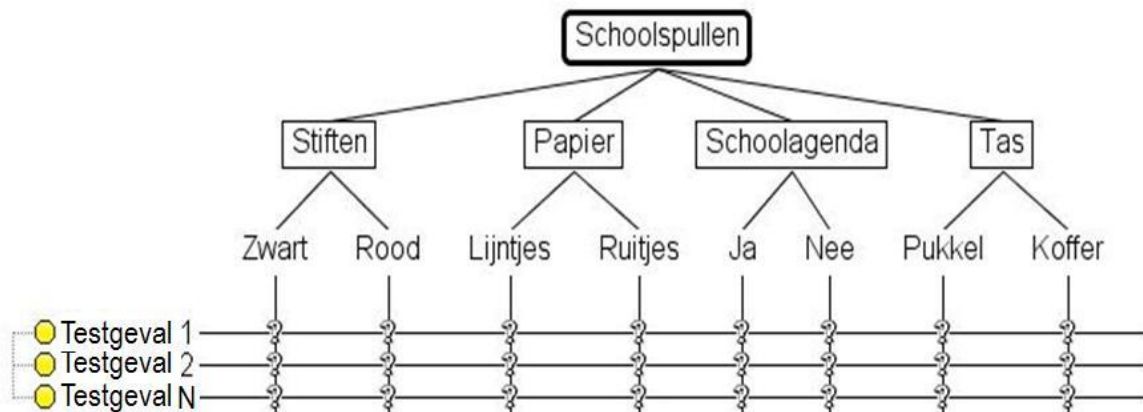 Schoolspullen
Stiften Papier Schoolagenda Tas
Zwart Rood Lijntjes Ruitjes Ja Nee Pukkel Koffer
Testgeval 1 ? ? ? ? ? ? ? ?
Testgeval 2 ? ? ? ? ? ? ? ?
Testgeval N ? ? ? ? ? ? ? ?